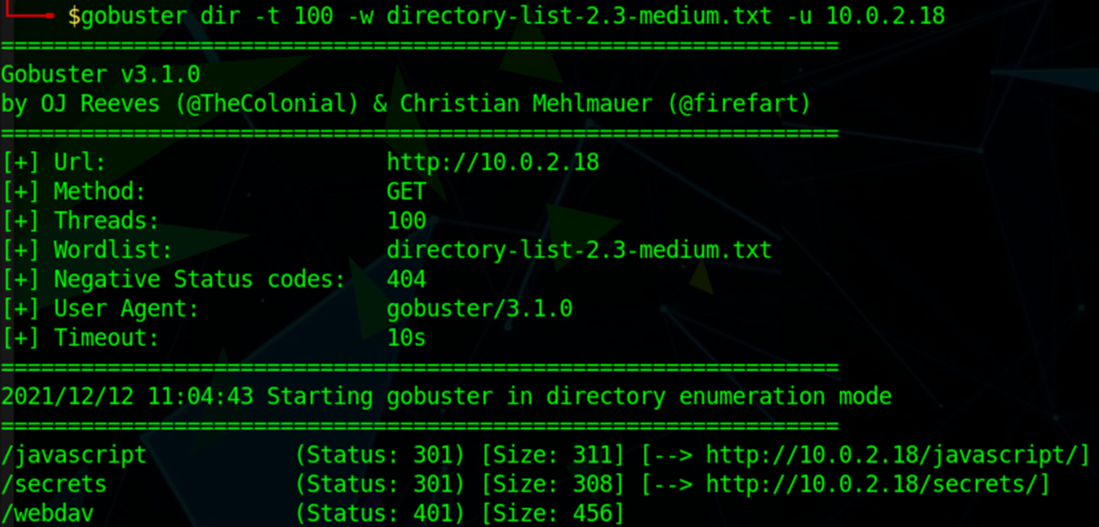 $gobuster dir -t 100 -w directory-list-2.3-medium.txt -u 10.0.2.18
===============================================================
Gobuster v3.1.0
by OJ Reeves (@TheColonial) & Christian Mehlmauer (@firefart)
===============================================================
[+] Url:                     http://10.0.2.18
[+] Method:                  GET
[+] Threads:                 100
[+] Wordlist:                directory-list-2.3-medium.txt
[+] Negative Status codes:   404
[+] User Agent:              gobuster/3.1.0
[+] Timeout:                 10s
===============================================================
2021/12/12 11:04:43 Starting gobuster in directory enumeration mode
===============================================================
/javascript           (Status: 301) [Size: 311] [--> http://10.0.2.18/javascript/]
/secrets              (Status: 301) [Size: 308] [--> http://10.0.2.18/secrets/]
/webdav               (Status: 401) [Size: 456]